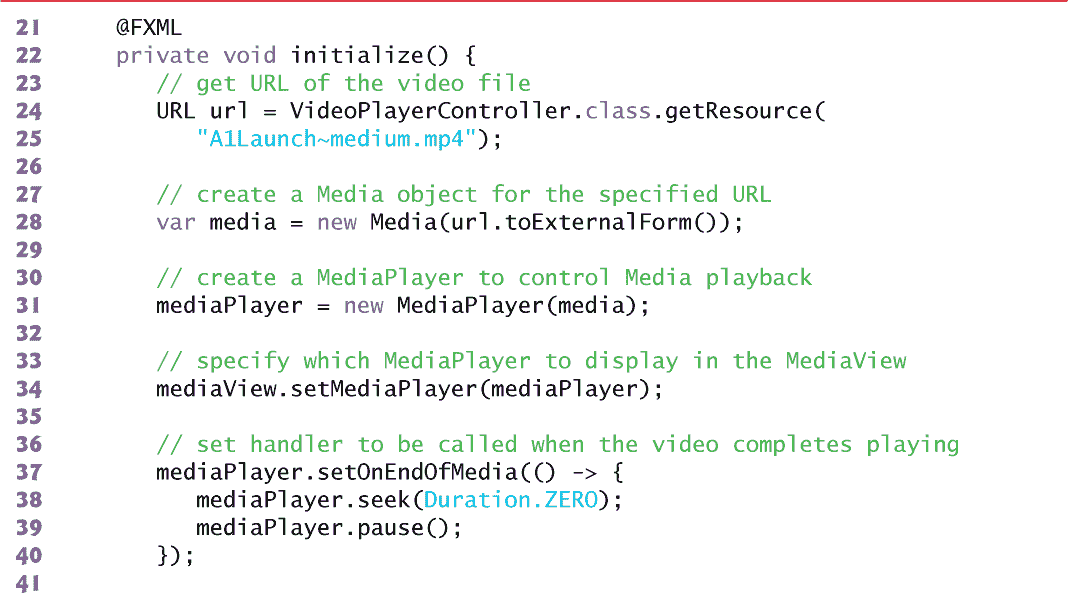 21 @FXML
22 private void initialize() {
23 // get URL of the video file
24 URL url = VideoPlayerController.class.getResource(
25 "A1Launch~medium.mp4");
26
27 // create a Media object for the specified URL
28 var media = new Media(url.toExternalForm());
29
30 // create a MediaPlayer to control Media playback
31 mediaPlayer = new MediaPlayer(media);
32
33 // specify which MediaPlayer to display in the MediaView
34 mediaView.setMediaPlayer(mediaPlayer);
35
36 // set handler to be called when the video completes playing
37 mediaPlayer.setOnEndOfMedia(() -> {
38 mediaPlayer.seek(Duration.ZERO);
39 mediaPlayer.pause();
40 });
41